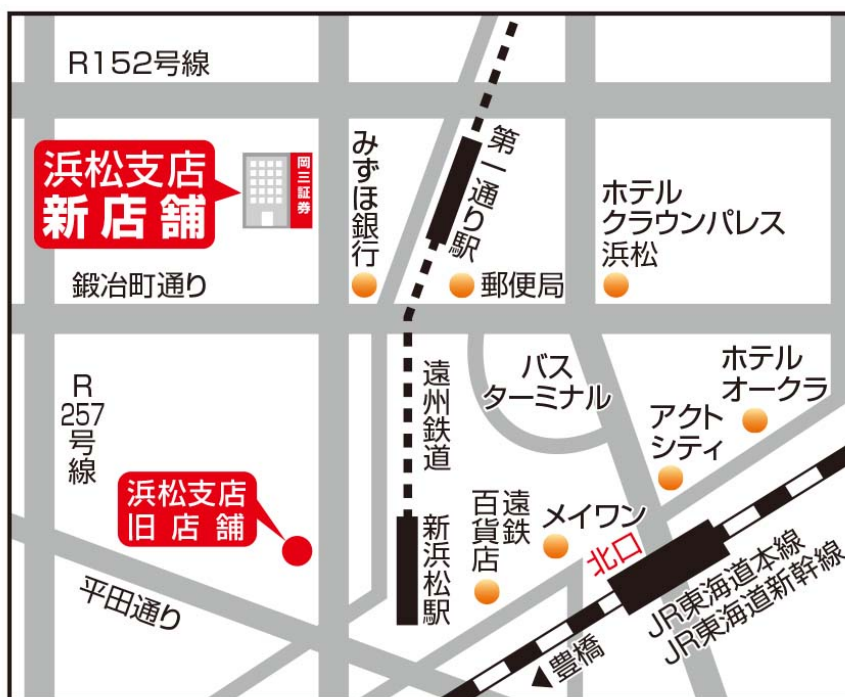 R152号線
浜松支店
新店舗
岡三証券
みずほ銀行
第一通り駅
ホテル
クラウンパレス
浜松
鍛冶町通り
郵便局
R
257
号線
遠州鉄道
バス
ターミナル
ホテル
オークラ
アクト
シティ
浜松支店
旧店舗
新浜松駅
遠鉄
百貨店
メイワン
北口
平田通り
JR東海道本線
JR東海道新幹線
◀豊橋